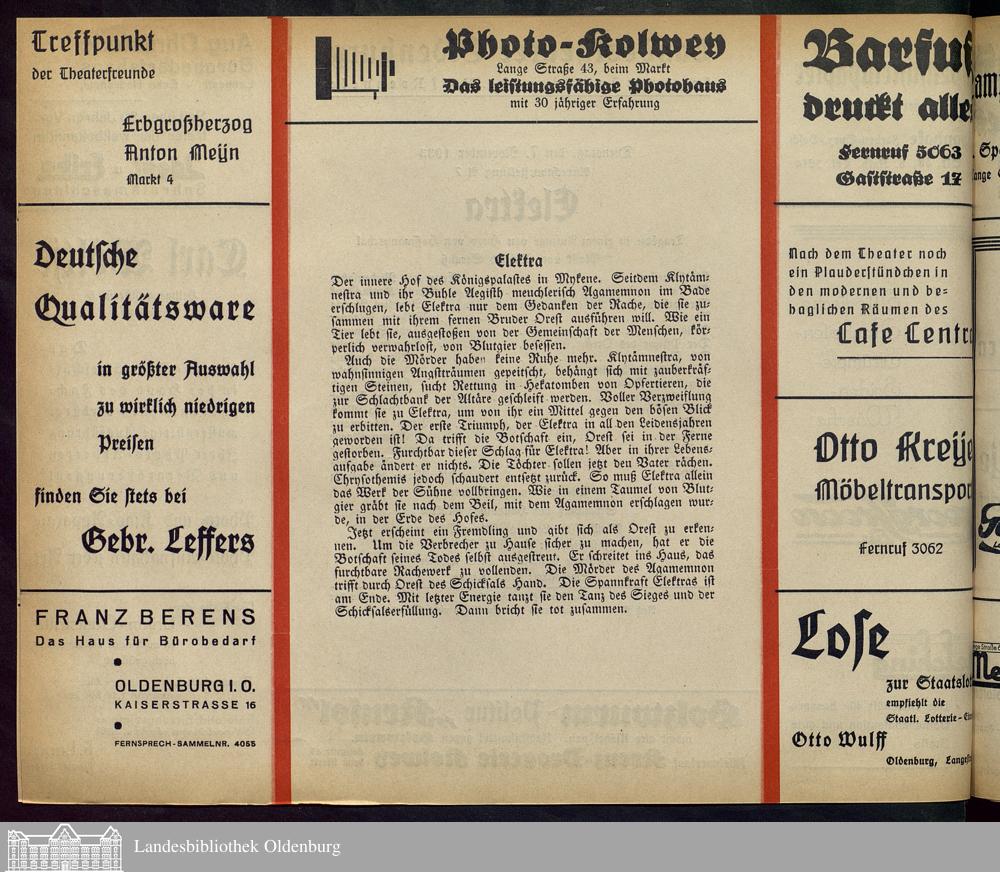 Treffpunkt
der Theaterfreunde
Erbgroßherzog
Anton Meyn
Markt 4
Deutsche
Qualitätsware
in größter Auswahl
zu wirklich niedrigen
Preisen
finden Sie stets bei
Gebr. Leffers
FRANZ BERENS
Das Haus für Bürobedarf
OLDENBURG I. O.
KAISERSTRASSE 16
FERNSPRECH-SAMMELNR. 4055
Photo-Kolwey
Lange Straße 43, beim Markt
Das leistungsfähige Photohaus
mit 30 jähriger Erfahrung
Elektra
Der innere Hof des Königspalastes in Mykene. Seitdem Klytäm-
nestra und ihr Buhle Aegisth meuchlerisch Agamemnon im Bade
erschlugen, lebt Elektra nur dem Gedanken der Rache, die sie zu-
sammen mit ihrem fernen Bruder Orest ausführen will. Wie ein
Tier lebt sie, ausgestoßen von der Gemeinschaft der Menschen, kör-
perlich verwahrlost, von Blutgier besessen.
Auch die Mörder haben keine Ruhe mehr. Klytämnestra, von
wahnsinnigen Angstträumen gepeitscht, behängt sich mit zauberkräf-
tigen Steinen, sucht Rettung in Hekatomben von Opfertieren, die
zur Schlachtbank der Altäre geschleift werden. Voller Verzweiflung
kommt sie zu Elektra, um von ihr ein Mittel gegen den bösen Blick
zu erbitten. Der erste Triumph, der Elektra in all den Leidensjahren
geworden ist! Da trifft die Botschaft ein, Orest sei in der Ferne
gestorben. Furchtbar dieser Schlag für Elektra! Aber in ihrer Lebens-
ausgabe ändert er nichts. Die Töchter sollen jetzt den Vater rächen.
Chrysothemis jedoch schaudert entsetzt zurück. So muß Elektra allein
das Werk der Sühne vollbringen. Wie in einem Taumel von Blut-
gier gräbt sie nach dem Beil, mit dem Agamemnon erschlagen wur-
de, in der Erde des Hofes.
Jetzt erscheint ein Fremdling und gibt sich als Orest zu erken-
nen. Um die Verbrecher zu Hause sicher zu machen, hat er die
Botschaft seines Todes selbst ausgestreut. Er schreitet ins Haus, das
furchtbare Rachewerk zu vollenden. Die Mörder des Agamemnon
trifft durch Orest des Schicksals Hand. Die Spannkraft Elektras ist
am Ende. Mit letzter Energie tanzt sie den Tanz des Sieges und der
Schicksalserfüllung. Dann bricht sie tot zusammen.
Barfuß
druckt alle
Fernruf 5063
Gaststraße 17
Nach dem Theater noch
ein Plauderstündchen in
den modernen und be-
haglichen Räumen des
Cafe Centr
Otto Kreye
Möbeltranspor
Fernruf 3062
Lose
zur Staatslot
empfiehlt die
Staatl. Lotterie-Ein
Otto Wulff
Oldenburg, Langest
Landesbibliothek Oldenburg